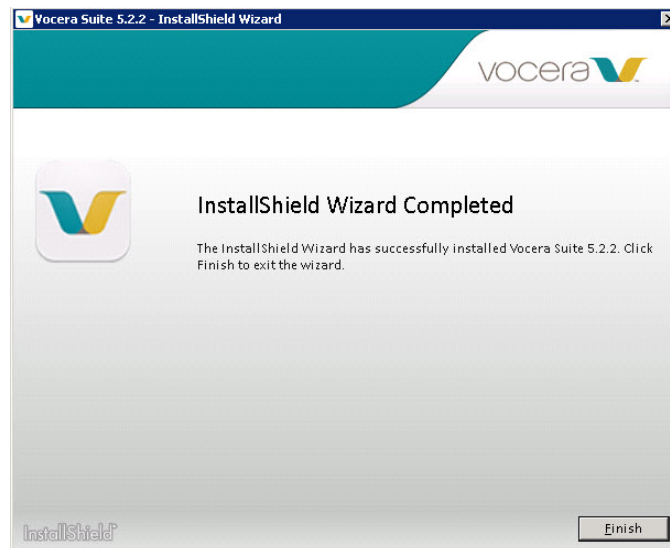 Vocera Suite 5.2.2 - InstallShield Wizard
vocera
InstallShield Wizard Completed
The InstallShield Wizard has successfully installed Vocera Suite 5.2.2. Click
Finish to exit the wizard.
InstallShield
Finish